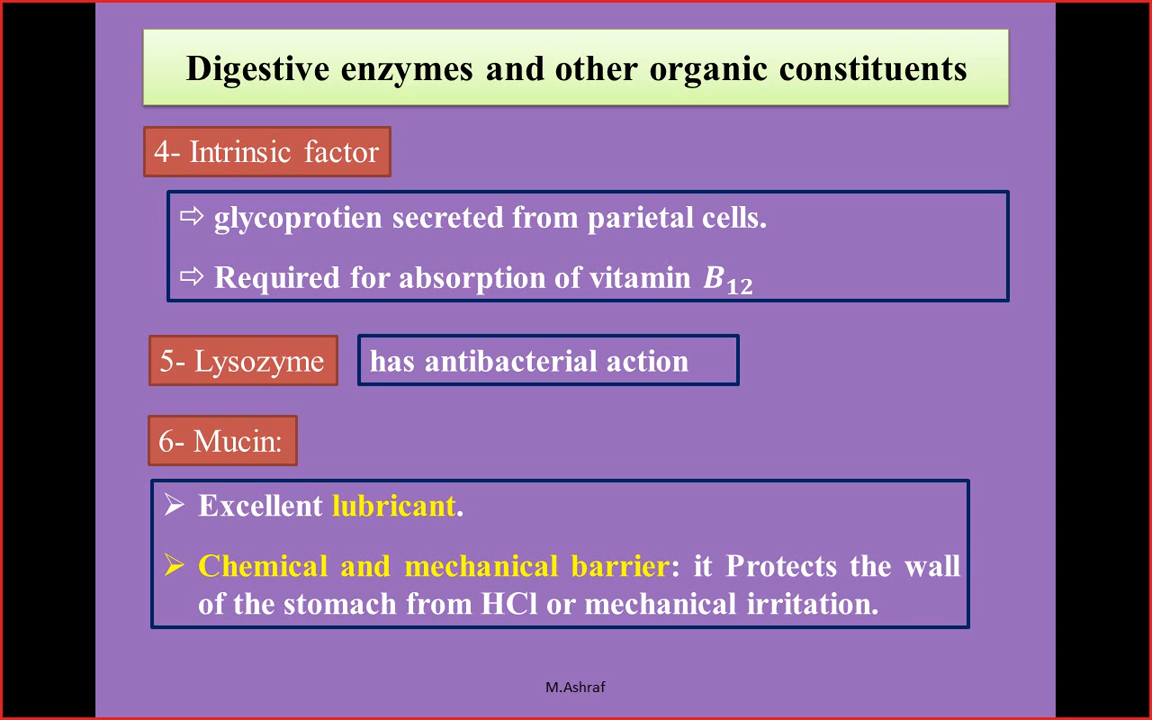 Digestive enzymes and other organic constituents
4- Intrinsic factor
⇨ glycoprotien secreted from parietal cells.
⇨ Required for absorption of vitamin B₁₂
5- Lysozyme has antibacterial action
6- Mucin:
➢ Excellent lubricant.
➢ Chemical and mechanical barrier: it Protects the wall
of the stomach from HCl or mechanical irritation.
M.Ashraf